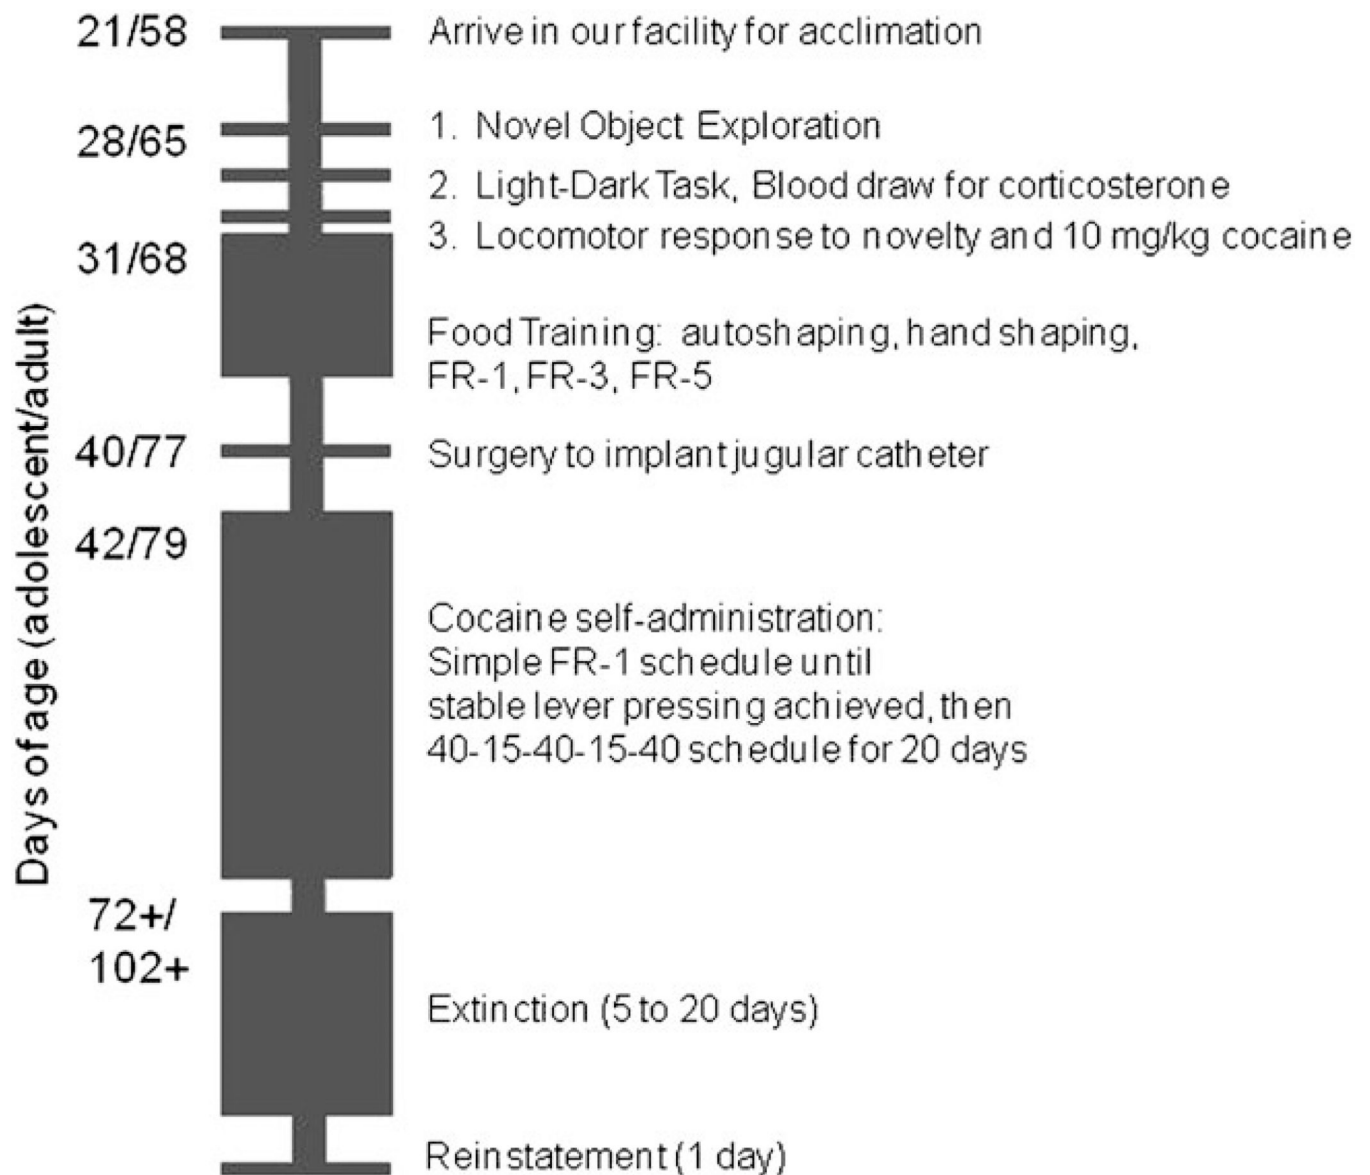 21/58 Arrive in our facility for acclimation
28/65 1. Novel Object Exploration
2. Light-Dark Task, Blood draw for corticosterone
3. Locomotor response to novelty and 10 mg/kg cocaine
31/68
Food Training: autoshaping, hand shaping,
FR-1, FR-3, FR-5
40/77 Surgery to implant jugular catheter
42/79
Cocaine self-administration:
Simple FR-1 schedule until
stable lever pressing achieved, then
40-15-40-15-40 schedule for 20 days
72+/
102+
Extinction (5 to 20 days)
Reinstatement (1 day)
Days of age (adolescent/adult)